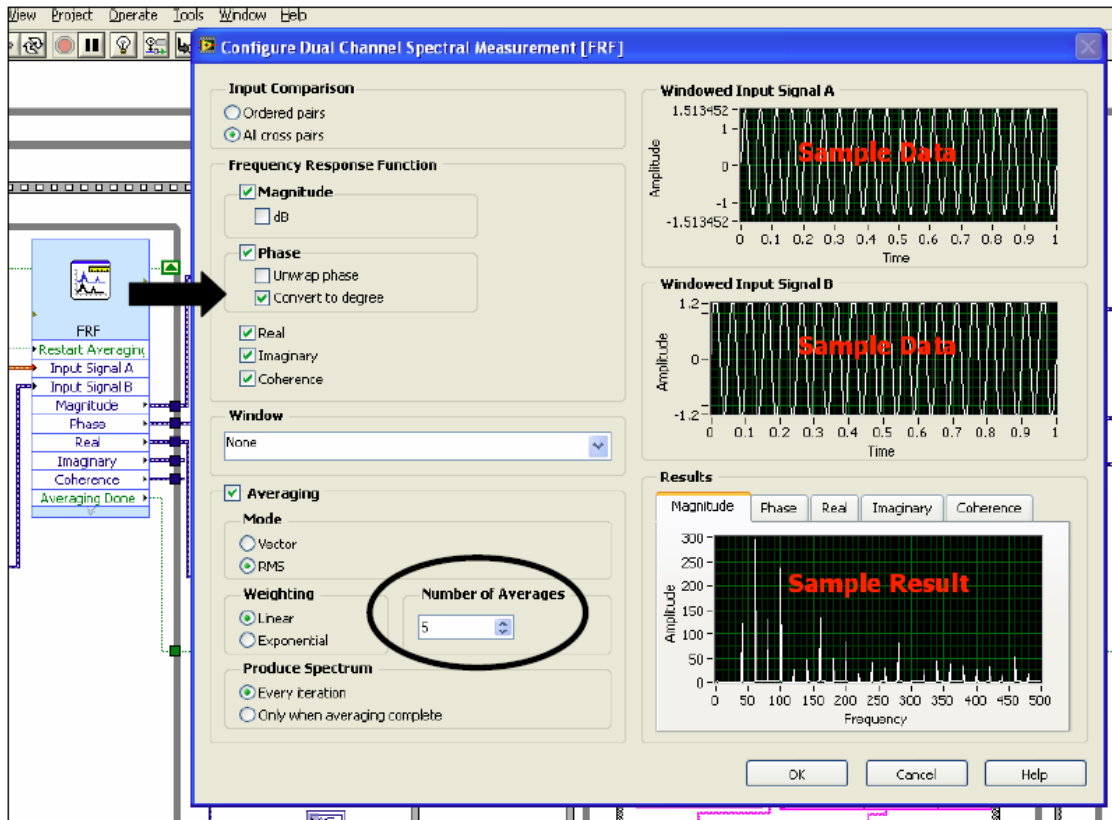 View Project Operate Tools Window Help
Configure Dual Channel Spectral Measurement [FRF]
Input Comparison
Ordered pairs
All cross pairs
Frequency Response Function
Magnitude
dB
Phase
Unwrap phase
Convert to degree
Real
Imaginary
Coherence
Window
None
Averaging
Mode
Vector
RMS
Weighting
Linear
Exponential
Number of Averages
5
Produce Spectrum
Every iteration
Only when averaging complete
FRF
Restart Averaging
Input Signal A
Input Signal B
Magnitude
Phase
Real
Imaginary
Coherence
Averaging Done
Windowed Input Signal A
1.513452
1
0
-1
-1.513452
Amplitude
Sample Data
0 0.1 0.2 0.3 0.4 0.5 0.6 0.7 0.8 0.9 1
Time
Windowed Input Signal B
1.2
0
-1.2
Amplitude
Sample Data
0 0.1 0.2 0.3 0.4 0.5 0.6 0.7 0.8 0.9 1
Time
Results
Magnitude Phase Real Imaginary Coherence
300
250
200
150
100
50
0
Amplitude
Sample Result
0 50 100 150 200 250 300 350 400 450 500
Frequency
OK Cancel Help